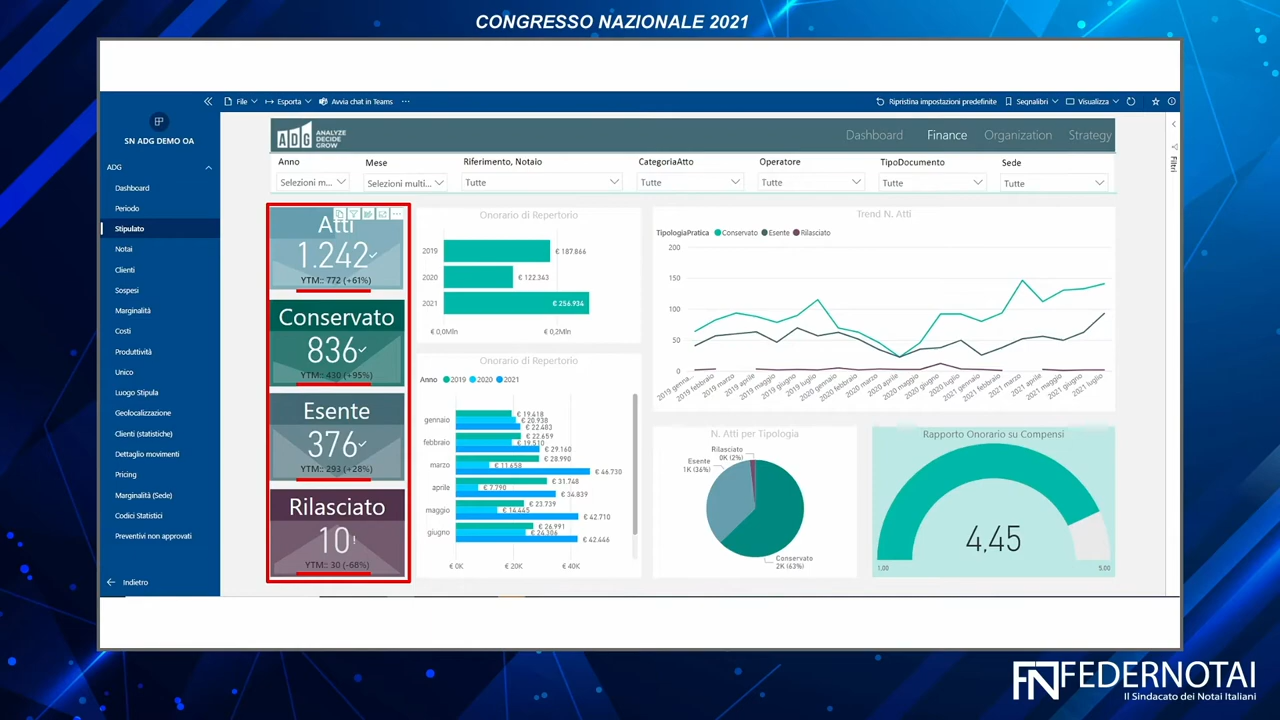 CONGRESSO NAZIONALE 2021
File
Esporta
Avvia chat in Teams
Ripristina impostazioni predefinite
Segnalibri
Visualizza
SN ADG DEMO OA
ADG
Dashboard
Periodo
Stipulato
Notai
Clienti
Sospesi
Marginalità
Costi
Produttività
Unico
Luogo Stipula
Geolocalizzazione
Clienti (statistiche)
Dettaglio movimenti
Pricing
Marginalità (Sede)
Codici Statistici
Preventivi non approvati
Indietro
ADG ANALYZE DECIDE GROW
Dashboard
Finance
Organization
Strategy
Filtri
Anno
Mese
Riferimento, Notaio
CategoriaAtto
Operatore
TipoDocumento
Sede
Selezioni m...
Selezioni multi...
Tutte
Tutte
Tutte
Tutte
Tutte
Atti
1.242
YTM:: 772 (+61%)
Conservato
836
YTM:: 430 (+95%)
Esente
376
YTM:: 293 (+28%)
Rilasciato
10!
YTM:: 30 (-68%)
Onorario di Repertorio
2019 € 187.866
2020 € 122.343
2021 € 256.934
€ 0,0Mln € 0,2Mln
Onorario di Repertorio
Anno 2019 2020 2021
gennaio € 19.418
€ 20.938
€ 22.483
febbraio € 22.659
€ 19.510
€ 29.160
marzo € 28.990
€ 11.658
€ 46.730
aprile € 31.748
€ 7.790
€ 34.839
maggio € 23.739
€ 14.445
€ 42.710
giugno € 26.991
€ 24.306
€ 42.446
€ 0K € 20K € 40K
Trend N. Atti
TipologiaPratica Conservato Esente Rilasciato
200
150
100
50
0
2019 genna...
2019 marzo
2019 maggio
2019 luglio
2020 gennaio
2020 febbraio
2020 marzo
2020 aprile
2020 maggio
2020 giugno
2021 gennaio
2021 febbraio
2021 marzo
2021 aprile
2021 maggio
2021 giugno
2021 luglio
N. Atti per Tipologia
Rilasciato
0K (2%)
Esente
1K (36%)
Conservato
2K (63%)
Rapporto Onorario su Compensi
4,45
1,00
5,00
FN FEDERNOTAI
Il Sindacato dei Notai Italiani